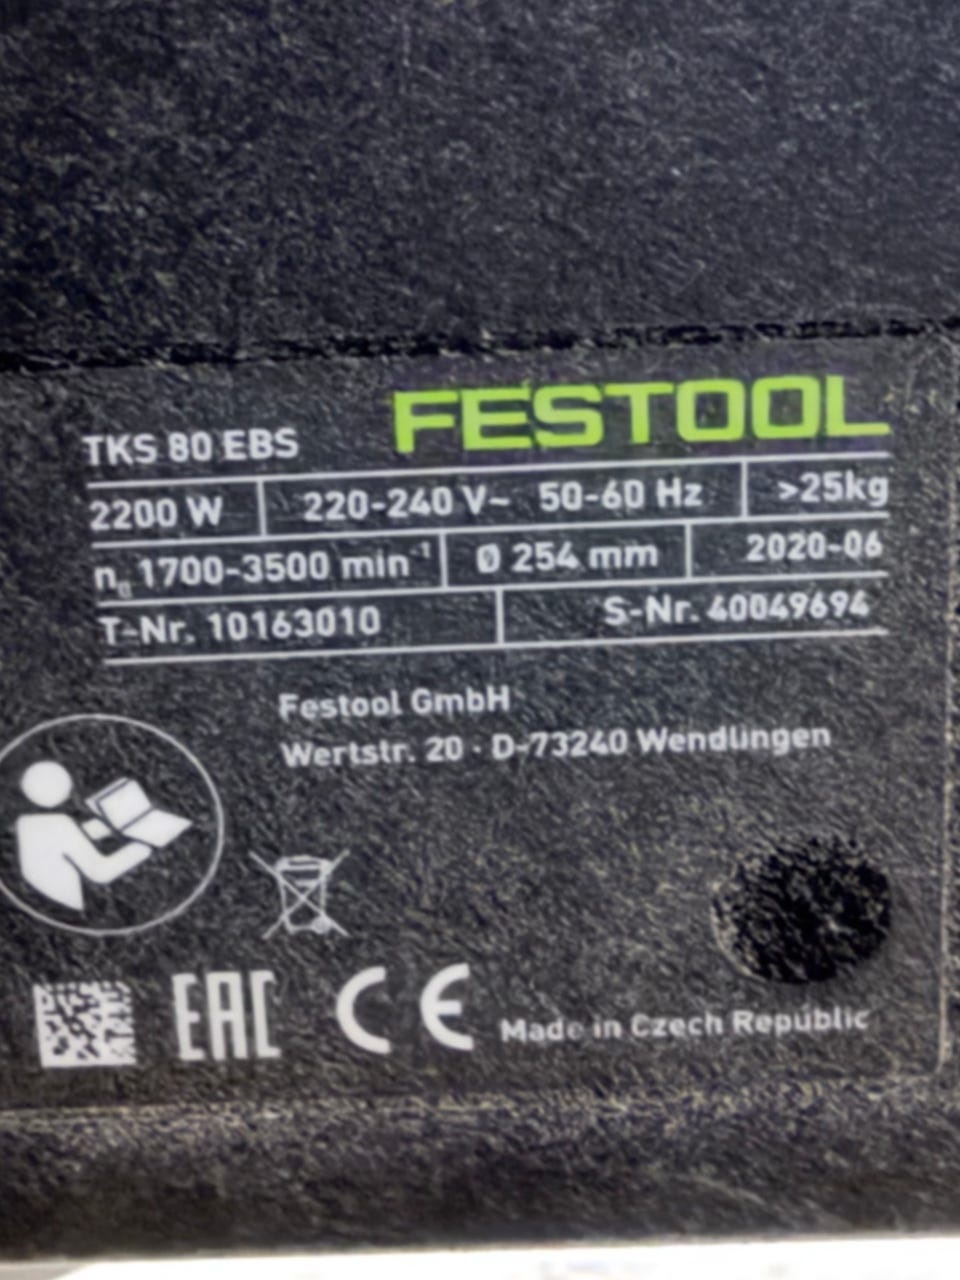 FESTOOL
TKS 80 EBS
2200 W 220-240 V~ 50-60 Hz >25kg
n₀ 1700-3500 min⁻¹ Ø 254 mm 2020-06
T-Nr. 10163010 S-Nr. 40049694
Festool GmbH
Wertstr. 20 · D-73240 Wendlingen
EAC CE Made in Czech Republic